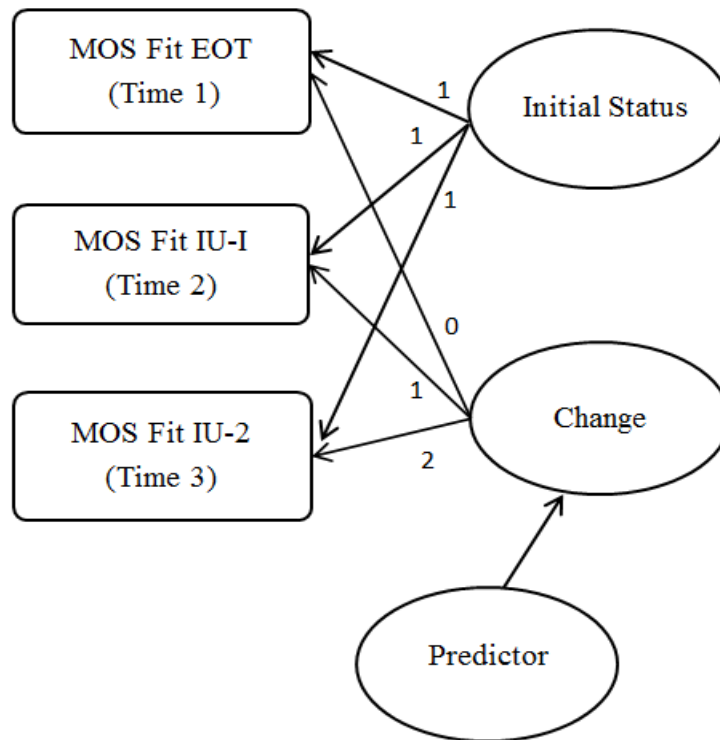 MOS Fit EOT
(Time 1)
Initial Status
1
1
1
MOS Fit IU-I
(Time 2)
0
1
Change
MOS Fit IU-2
(Time 3)
2
Predictor